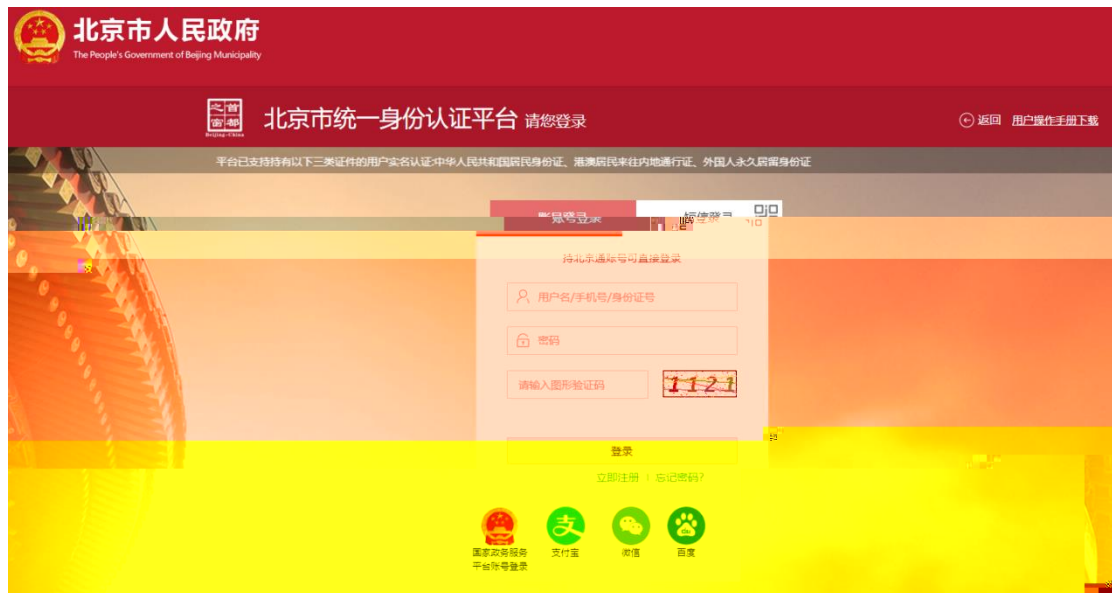 北京市人民政府
The People's Government of Beijing Municipality
之首
窗都
Beijing-China
北京市统一身份认证平台 请您登录
返回 用户操作手册下载
平台已支持持有以下三类证件的用户实名认证:中华人民共和国居民身份证、港澳居民来往内地通行证、外国人永久居留身份证
登录
持北京通账号可直接登录
用户名/手机号/身份证号
密码
请输入图形验证码 1121
登录
立即注册 | 忘记密码?
国家政务服务
平台账号登录
支付宝
微信
百度